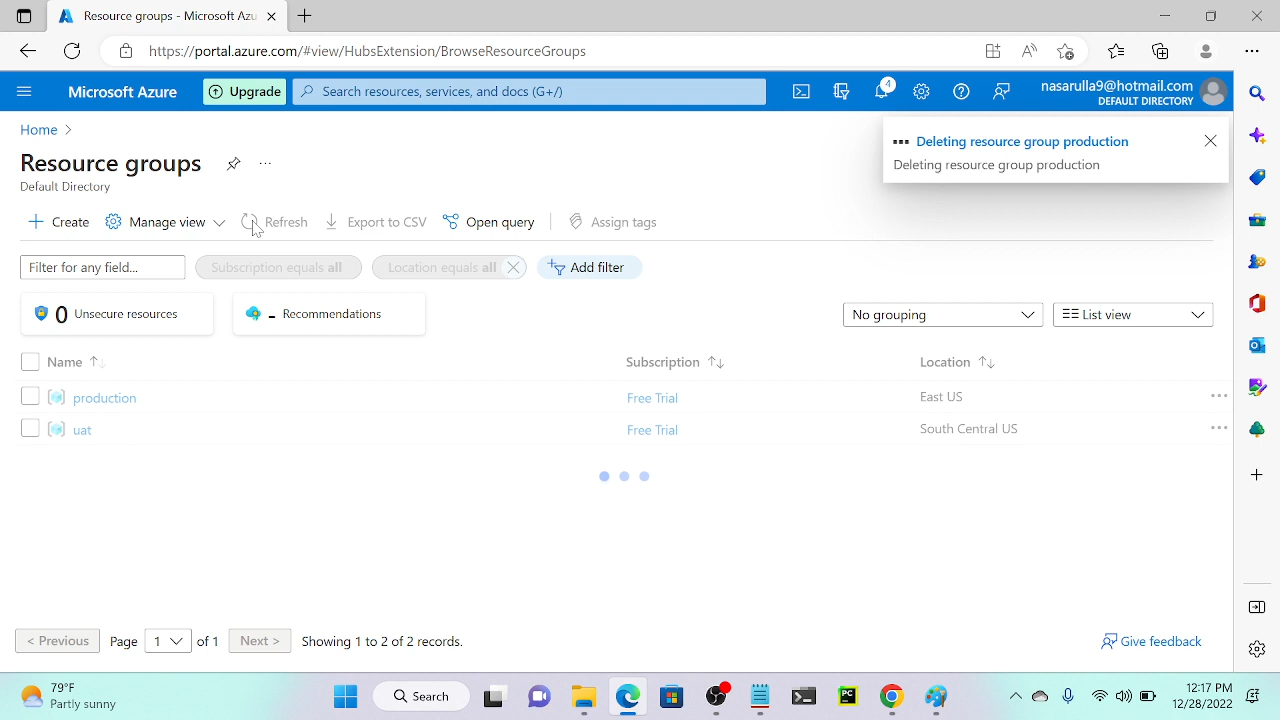 Resource groups - Microsoft Azu
https://portal.azure.com/#view/HubsExtension/BrowseResourceGroups
Microsoft Azure
Upgrade
Search resources, services, and docs (G+/)
4
nasarulla9@hotmail.com
DEFAULT DIRECTORY
Home
Deleting resource group production
Deleting resource group production
Resource groups
Default Directory
Create
Manage view
Refresh
Export to CSV
Open query
Assign tags
Filter for any field...
Subscription equals all
Location equals all
Add filter
0 Unsecure resources
- Recommendations
No grouping
List view
Name
Subscription
Location
production
Free Trial
East US
uat
Free Trial
South Central US
< Previous
Page
1
of 1
Next >
Showing 1 to 2 of 2 records.
Give feedback
79°F
Partly sunny
Search
PC
12:17 PM
12/28/2022